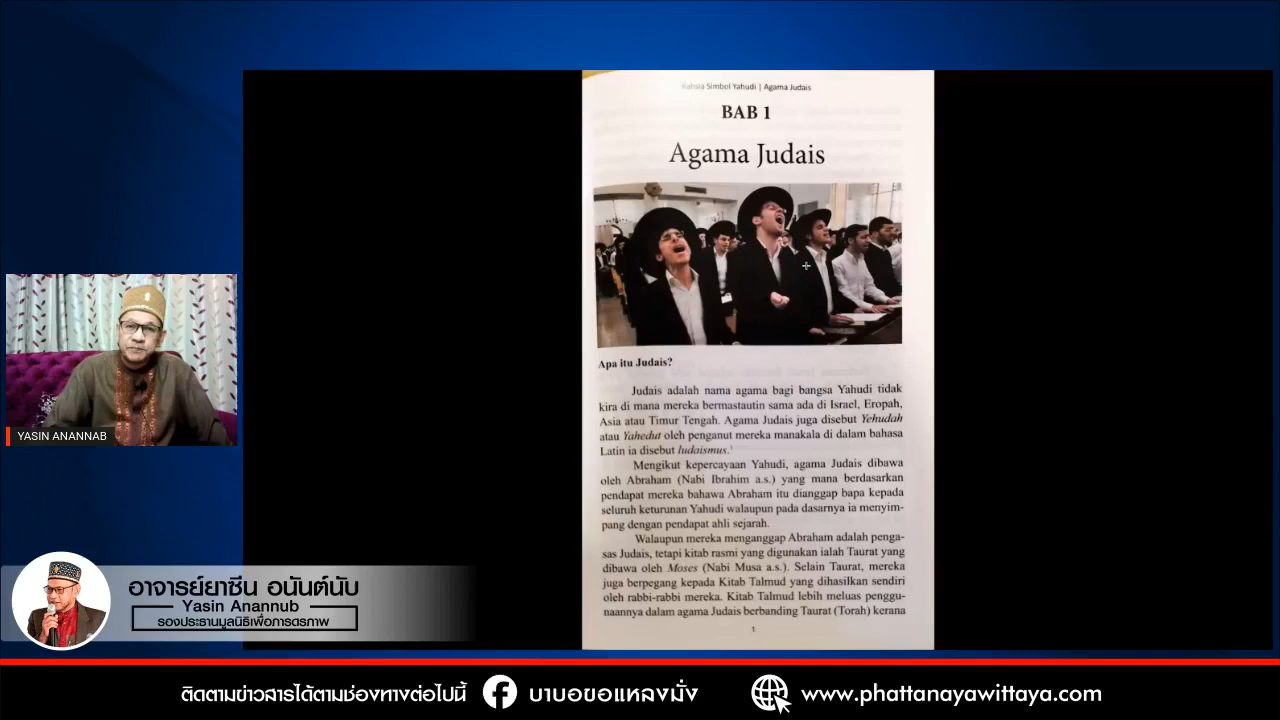 Rahsia Simbol Yahudi | Agama Judais
BAB 1
Agama Judais
Apa itu Judais?
Judais adalah nama agama bagi bangsa Yahudi tidak
kira di mana mereka bermastautin sama ada di Israel, Eropah,
Asia atau Timur Tengah. Agama Judais juga disebut Yehudah
atau Yahedut oleh penganut mereka manakala di dalam bahasa
Latin ia disebut Iudaismus.¹
Mengikut kepercayaan Yahudi, agama Judais dibawa
oleh Abraham (Nabi Ibrahim a.s.) yang mana berdasarkan
pendapat mereka bahawa Abraham itu dianggap bapa kepada
seluruh keturunan Yahudi walaupun pada dasarnya ia menyim-
pang dengan pendapat ahli sejarah.
Walaupun mereka menganggap Abraham adalah penga-
sas Judais, tetapi kitab rasmi yang digunakan ialah Taurat yang
dibawa oleh Moses (Nabi Musa a.s.). Selain Taurat, mereka
juga berpegang kepada Kitab Talmud yang dihasilkan sendiri
oleh rabbi-rabbi mereka. Kitab Talmud lebih meluas penggu-
naannya dalam agama Judais berbanding Taurat (Torah) kerana
1
YASIN ANANNAB
อาจารย์ยาซีน อนันต์นับ
Yasin Anannub
รองประธานมูลนิธิเพื่อการดรภาพ
ติดตามข่าวสารได้ตามช่องทางต่อไปนี้
บาบอขอแหลงมั่ง
www.phattanayawittaya.com